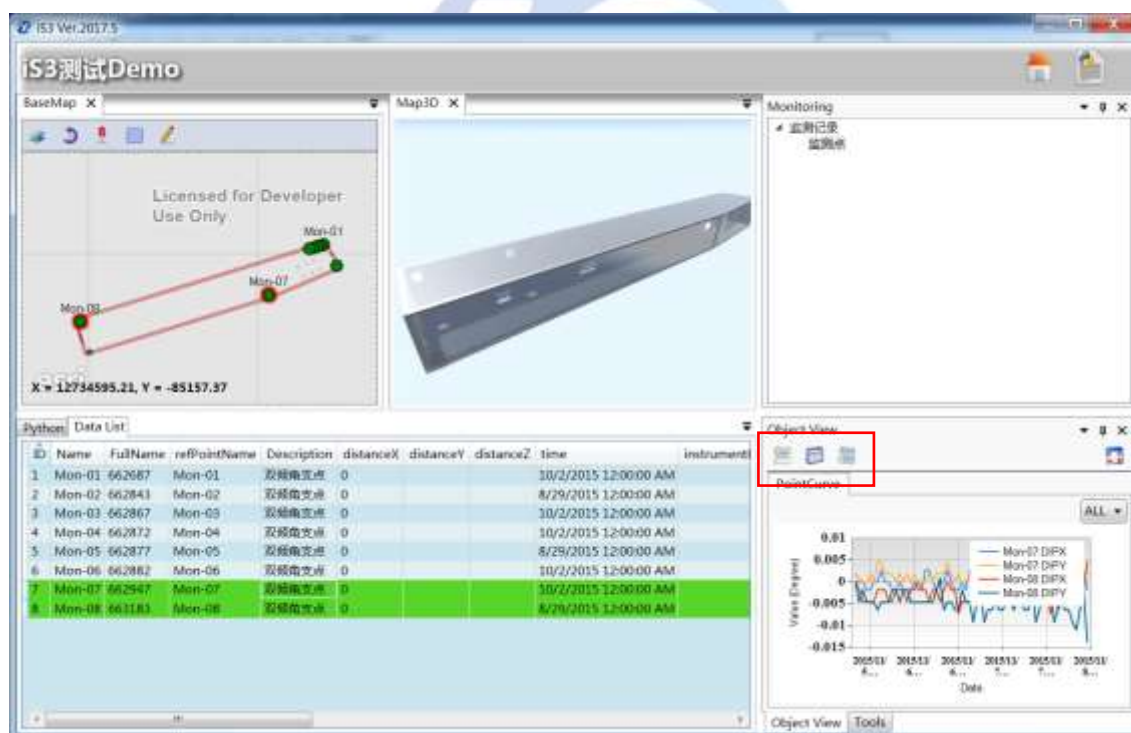 iS3 Ver.2017.5
iS3测试Demo
BaseMap
Licensed for Developer
Use Only
Mon-01
Mon-07
Mon-08
X = 12734595.21, Y = -85157.37
Map3D
Monitoring
监测记录
监测点
Python Data List
ID Name FullName refPointName Description distanceX distanceY distanceZ time
1 Mon-01 662687 Mon-01 双倾角支点 0 10/2/2015 12:00:00 AM
2 Mon-02 662843 Mon-02 双倾角支点 0 8/29/2015 12:00:00 AM
3 Mon-03 662867 Mon-03 双倾角支点 0 10/2/2015 12:00:00 AM
4 Mon-04 662872 Mon-04 双倾角支点 0 10/2/2015 12:00:00 AM
5 Mon-05 662877 Mon-05 双倾角支点 0 8/29/2015 12:00:00 AM
6 Mon-06 662882 Mon-06 双倾角支点 0 10/2/2015 12:00:00 AM
7 Mon-07 662947 Mon-07 双倾角支点 0 10/2/2015 12:00:00 AM
8 Mon-08 663183 Mon-08 双倾角支点 0 8/29/2015 12:00:00 AM
Object View
PointCurve
ALL
0.01
0.005
0
-0.005
-0.01
-0.015
Value (Degree)
Mon-07 DIPX
Mon-07 DIPY
Mon-08 DIPX
Mon-08 DIPY
Date
Object View Tools